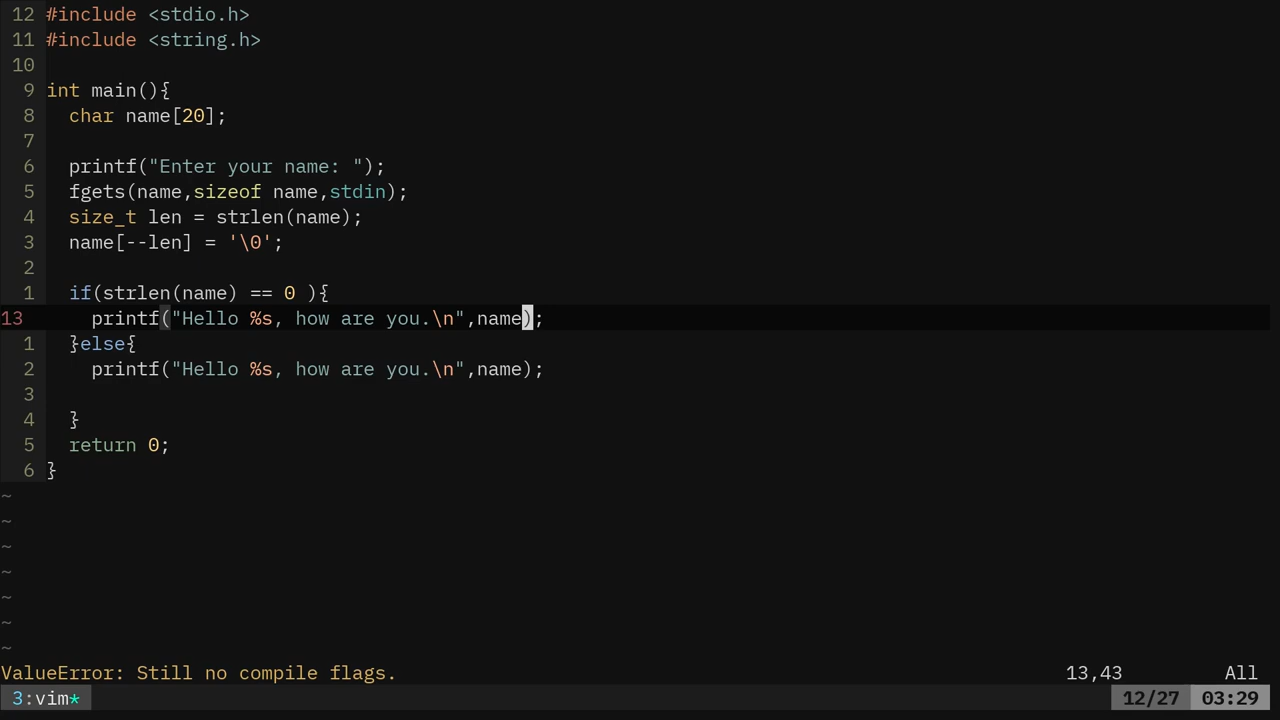 12 #include <stdio.h>
11 #include <string.h>
10
9 int main(){
8   char name[20];
7
6   printf("Enter your name: ");
5   fgets(name,sizeof name,stdin);
4   size_t len = strlen(name);
3   name[--len] = '\0';
2
1   if(strlen(name) == 0 ){
13     printf("Hello %s, how are you.\n",name);
1   }else{
2     printf("Hello %s, how are you.\n",name);
3
4   }
5   return 0;
6 }
~
~
~
~
~
~
~
ValueError: Still no compile flags. 13,43 All
3:vim* 12/27 03:29